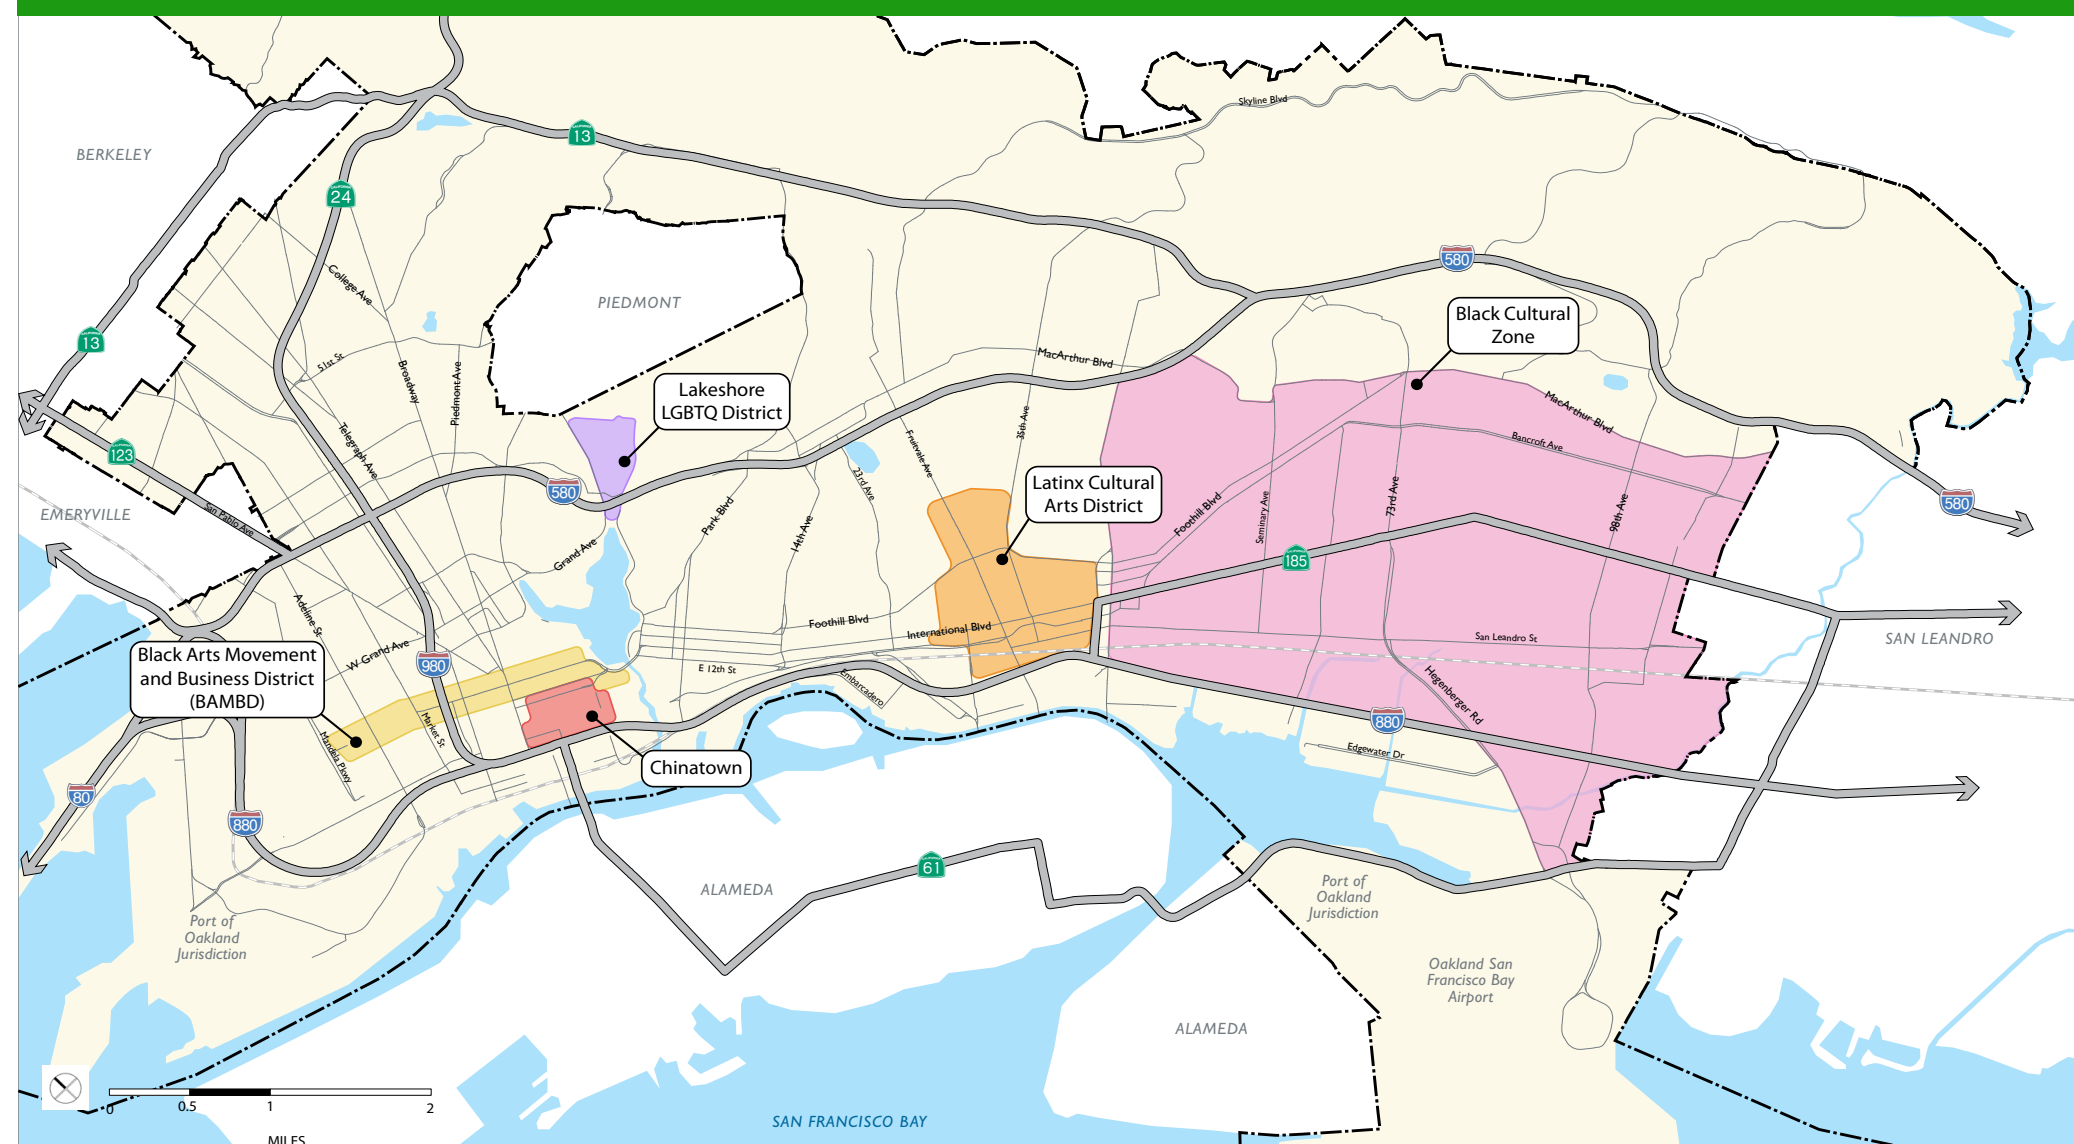 Skyline Blvd
BERKELEY
CALIFORNIA
13
CALIFORNIA
24
580
College Ave
PIEDMONT
Black Cultural
Zone
CALIFORNIA
13
51st St
Broadway
Piedmont Ave
MacArthur Blvd
Lakeshore
LGBTQ District
MacArthur Blvd
35th Ave
Bancroft Ave
CALIFORNIA
123
Telegraph Ave
Fruitvale Ave
23rd Ave
580
Latinx Cultural
Arts District
580
EMERYVILLE
San Pablo Ave
Park Blvd
14th Ave
Foothill Blvd
Seminary Ave
73rd Ave
98th Ave
Grand Ave
CALIFORNIA
185
Adeline St
Foothill Blvd
International Blvd
San Leandro St
SAN LEANDRO
Black Arts Movement
and Business District
(BAMBD)
W Grand Ave
980
E 12th St
Embarcadero
Hegenberger Rd
Market St
Mandela Pkwy
880
Edgewater Dr
Chinatown
80
880
CALIFORNIA
61
ALAMEDA
Port of
Oakland
Jurisdiction
Port of
Oakland
Jurisdiction
Oakland San
Francisco Bay
Airport
ALAMEDA
0
0.5
1
2
MILES
SAN FRANCISCO BAY